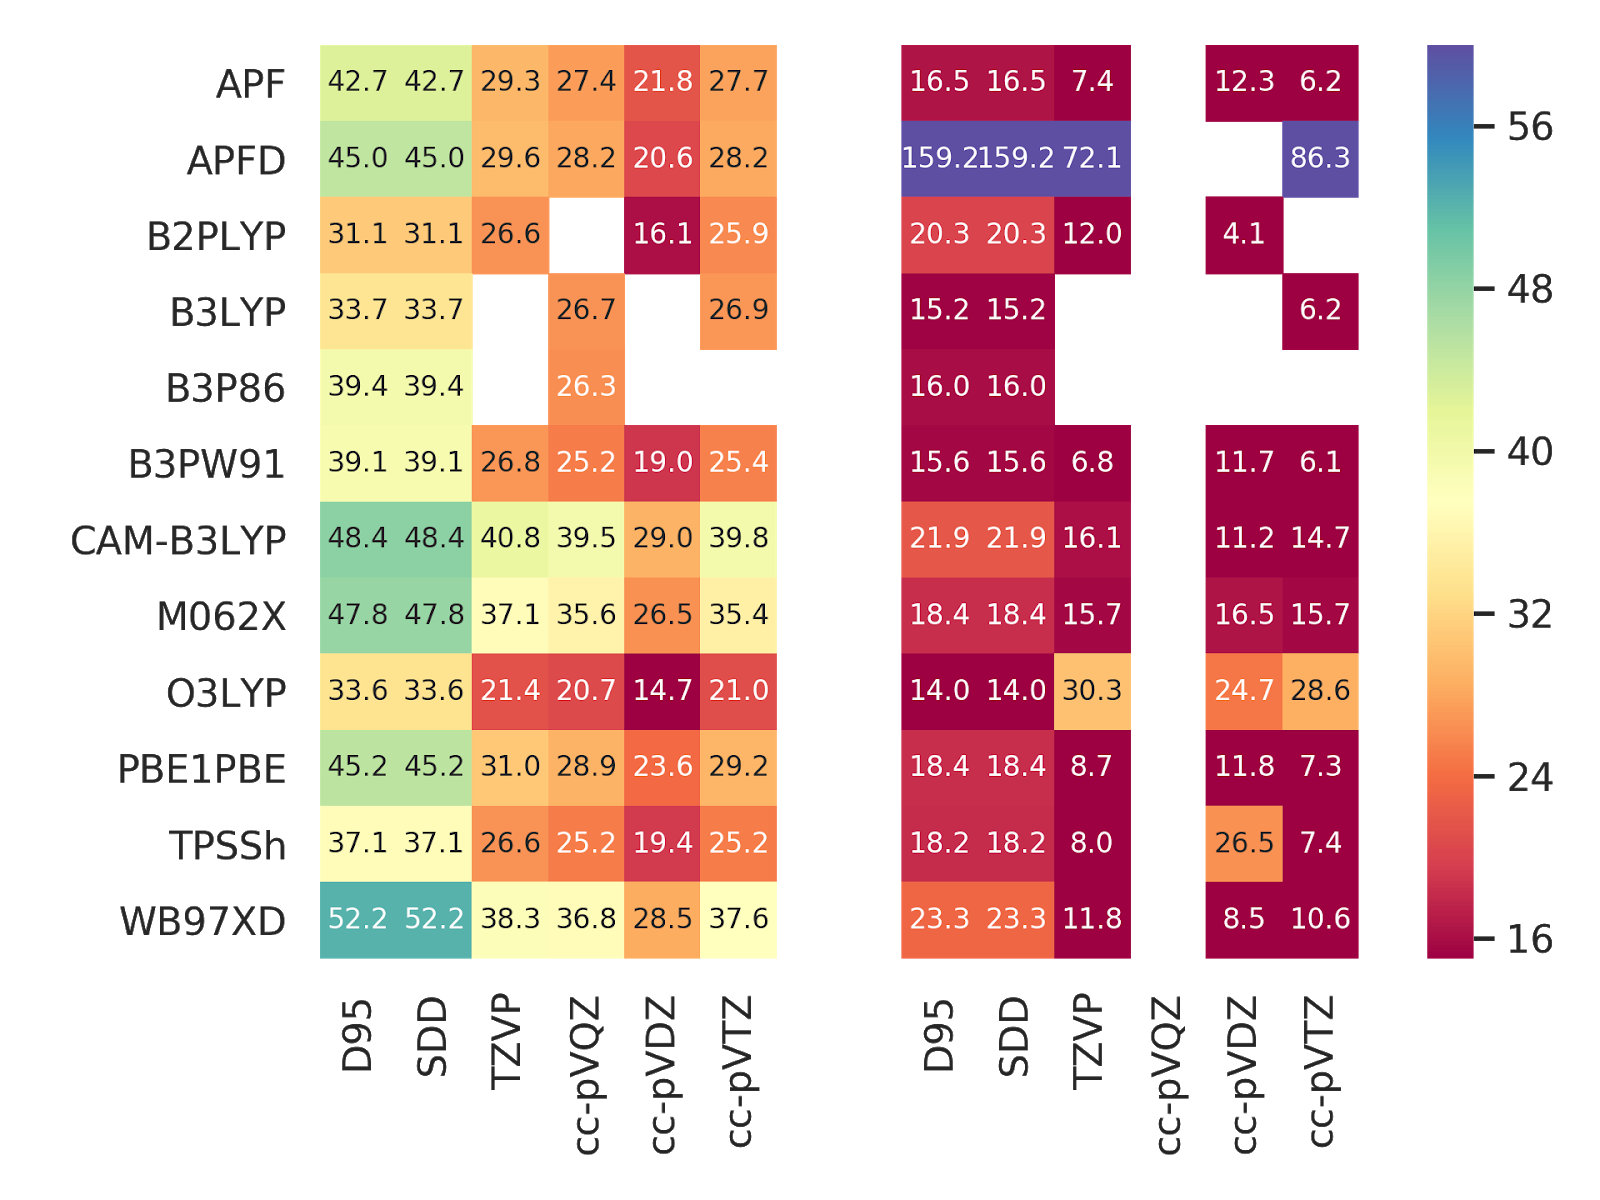 APF 42.7 42.7 29.3 27.4 21.8 27.7 16.5 16.5 7.4 12.3 6.2
56
APFD 45.0 45.0 29.6 28.2 20.6 28.2 159.2 159.2 72.1 86.3
B2PLYP 31.1 31.1 26.6 16.1 25.9 20.3 20.3 12.0 4.1
48
B3LYP 33.7 33.7 26.7 26.9 15.2 15.2 6.2
B3P86 39.4 39.4 26.3 16.0 16.0
40
B3PW91 39.1 39.1 26.8 25.2 19.0 25.4 15.6 15.6 6.8 11.7 6.1
CAM-B3LYP 48.4 48.4 40.8 39.5 29.0 39.8 21.9 21.9 16.1 11.2 14.7
M062X 47.8 47.8 37.1 35.6 26.5 35.4 18.4 18.4 15.7 16.5 15.7
32
O3LYP 33.6 33.6 21.4 20.7 14.7 21.0 14.0 14.0 30.3 24.7 28.6
PBE1PBE 45.2 45.2 31.0 28.9 23.6 29.2 18.4 18.4 8.7 11.8 7.3
24
TPSSh 37.1 37.1 26.6 25.2 19.4 25.2 18.2 18.2 8.0 26.5 7.4
WB97XD 52.2 52.2 38.3 36.8 28.5 37.6 23.3 23.3 11.8 8.5 10.6
16
D95 SDD TZVP cc-pVQZ cc-pVDZ cc-pVTZ D95 SDD TZVP cc-pVQZ cc-pVDZ cc-pVTZ